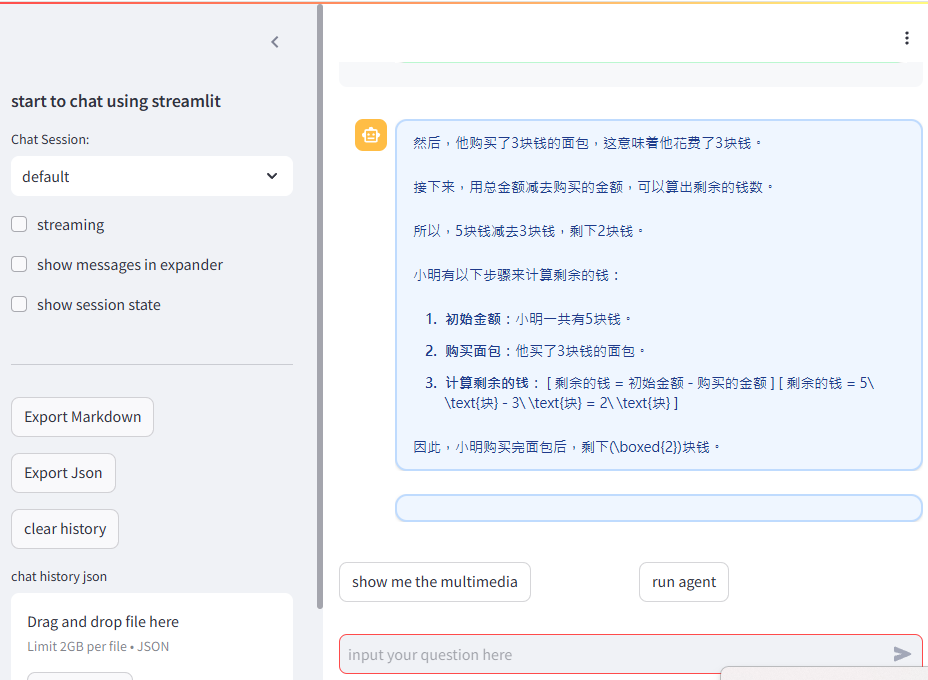 start to chat using streamlit
Chat Session:
default
streaming
show messages in expander
show session state
Export Markdown
Export Json
clear history
chat history json
Drag and drop file here
Limit 2GB per file • JSON
然后，他购买了3块钱的面包，这意味着他花费了3块钱。
接下来，用总金额减去购买的金额，可以算出剩余的钱数。
所以，5块钱减去3块钱，剩下2块钱。
小明有以下步骤来计算剩余的钱：
1. 初始金额：小明一共有5块钱。
2. 购买面包：他买了3块钱的面包。
3. 计算剩余的钱： [ 剩余的钱 = 初始金额 - 购买的金额 ] [ 剩余的钱 = 5\
\text{块} - 3\ \text{块} = 2\ \text{块} ]
因此，小明购买完面包后，剩下(\boxed{2})块钱。
show me the multimedia
run agent
input your question here